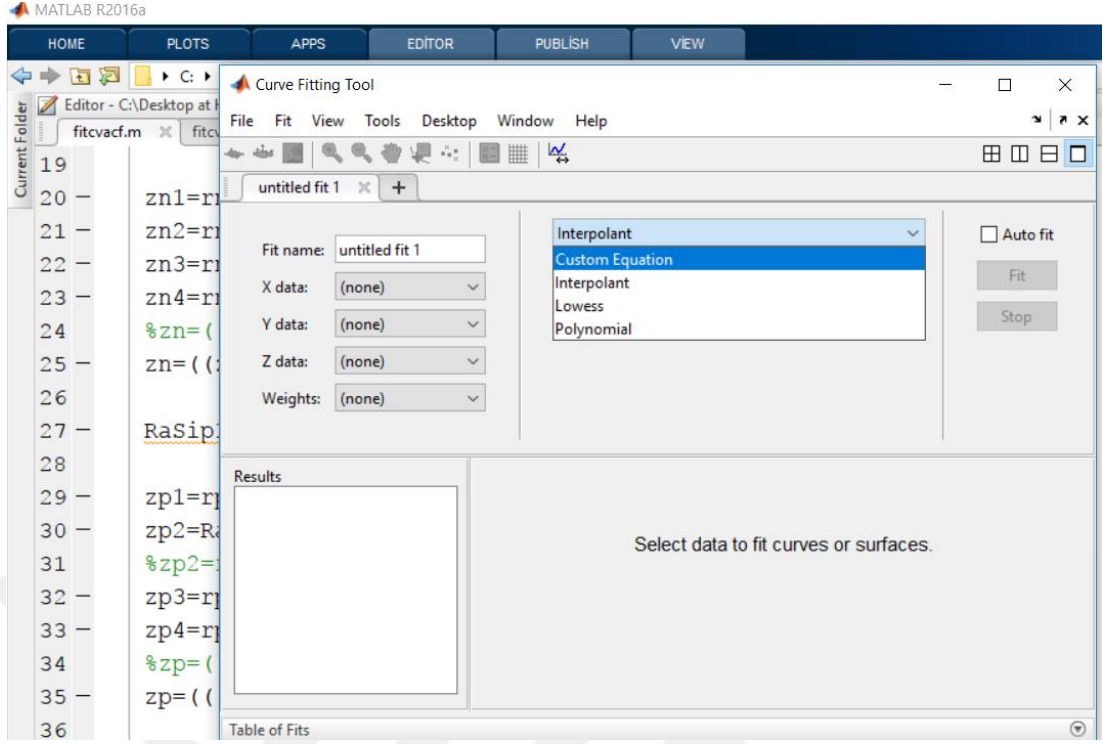 MATLAB R2016a
HOME PLOTS APPS EDİTOR PUBLİSH VİEW
C:
Curve Fitting Tool
Current Folder
Editor - C:\Desktop at
File Fit View Tools Desktop Window Help
fitcvacf.m
untitled fit 1
19
20 zn1=
21 zn2=
22 zn3=
23 zn4=
24 %zn=(
25 zn=((
26
27 RaSip
28
29 zp1=
30 zp2=
31 %zp2=
32 zp3=
33 zp4=
34 %zp=(
35 zp=((
36
Fit name: untitled fit 1
X data: (none)
Y data: (none)
Z data: (none)
Weights: (none)
Interpolant
Custom Equation
Interpolant
Lowess
Polynomial
Auto fit
Fit
Stop
Results
Select data to fit curves or surfaces.
Table of Fits